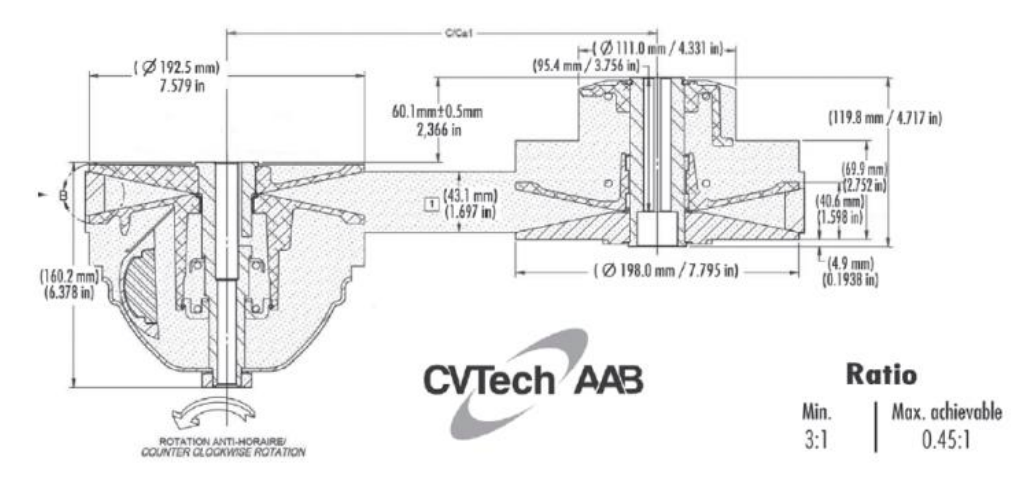 C/Ca1
( Ø 192.5 mm)
7.579 in
( Ø 111.0 mm / 4.331 in)
(95.4 mm / 3.756 in)
60.1mm±0.5mm
2,366 in
(119.8 mm / 4.717 in)
(69.9 mm)
(2.752 in)
(40.6 mm)
(1.598 in)
B
1
(43.1 mm)
(1.697 in)
(4.9 mm)
(0.1938 in)
( Ø 198.0 mm / 7.795 in)
(160.2 mm)
(6.378 in)
CVTech AAB
Ratio
Min.
Max. achievable
3:1
0.45:1
ROTATION ANTI-HORAIRE/
COUNTER CLOCKWISE ROTATION